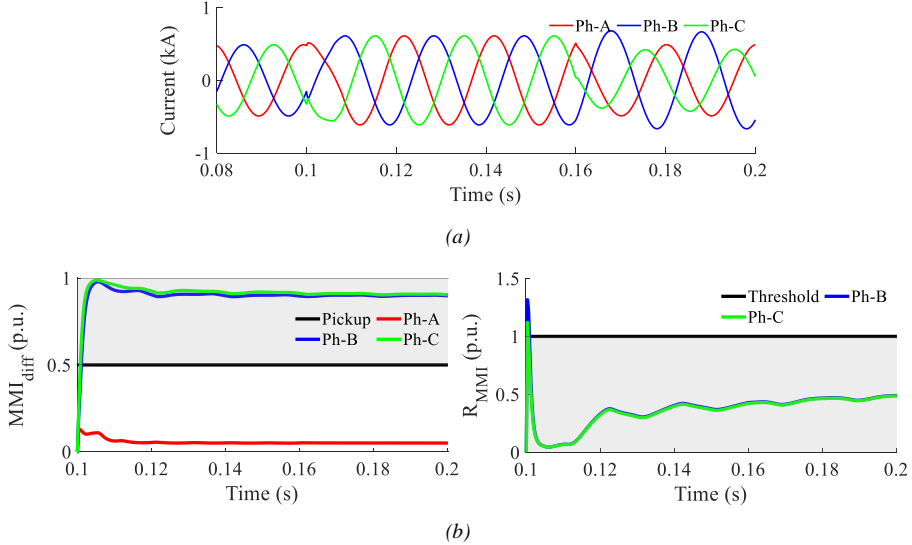 1
0
-1
Current (kA)
Ph-A Ph-B Ph-C
0.08 0.1 0.12 0.14 0.16 0.18 0.2
Time (s)
(a)
1
0.5
0
MMI_diff (p.u.)
Pickup Ph-A
Ph-B Ph-C
0.1 0.12 0.14 0.16 0.18 0.2
Time (s)
1.5
1
0.5
0
R_MMI (p.u.)
Threshold Ph-B
Ph-C
0.1 0.12 0.14 0.16 0.18 0.2
Time (s)
(b)